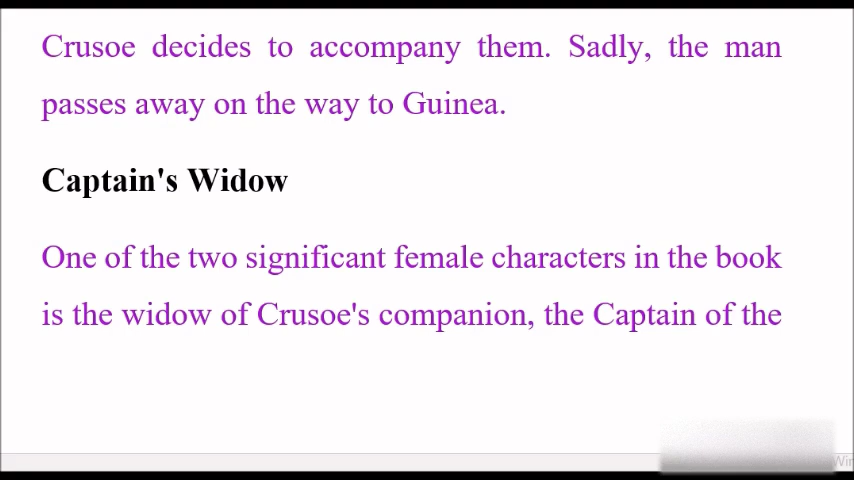 Crusoe decides to accompany them. Sadly, the man
passes away on the way to Guinea.
Captain's Widow
One of the two significant female characters in the book
is the widow of Crusoe's companion, the Captain of the